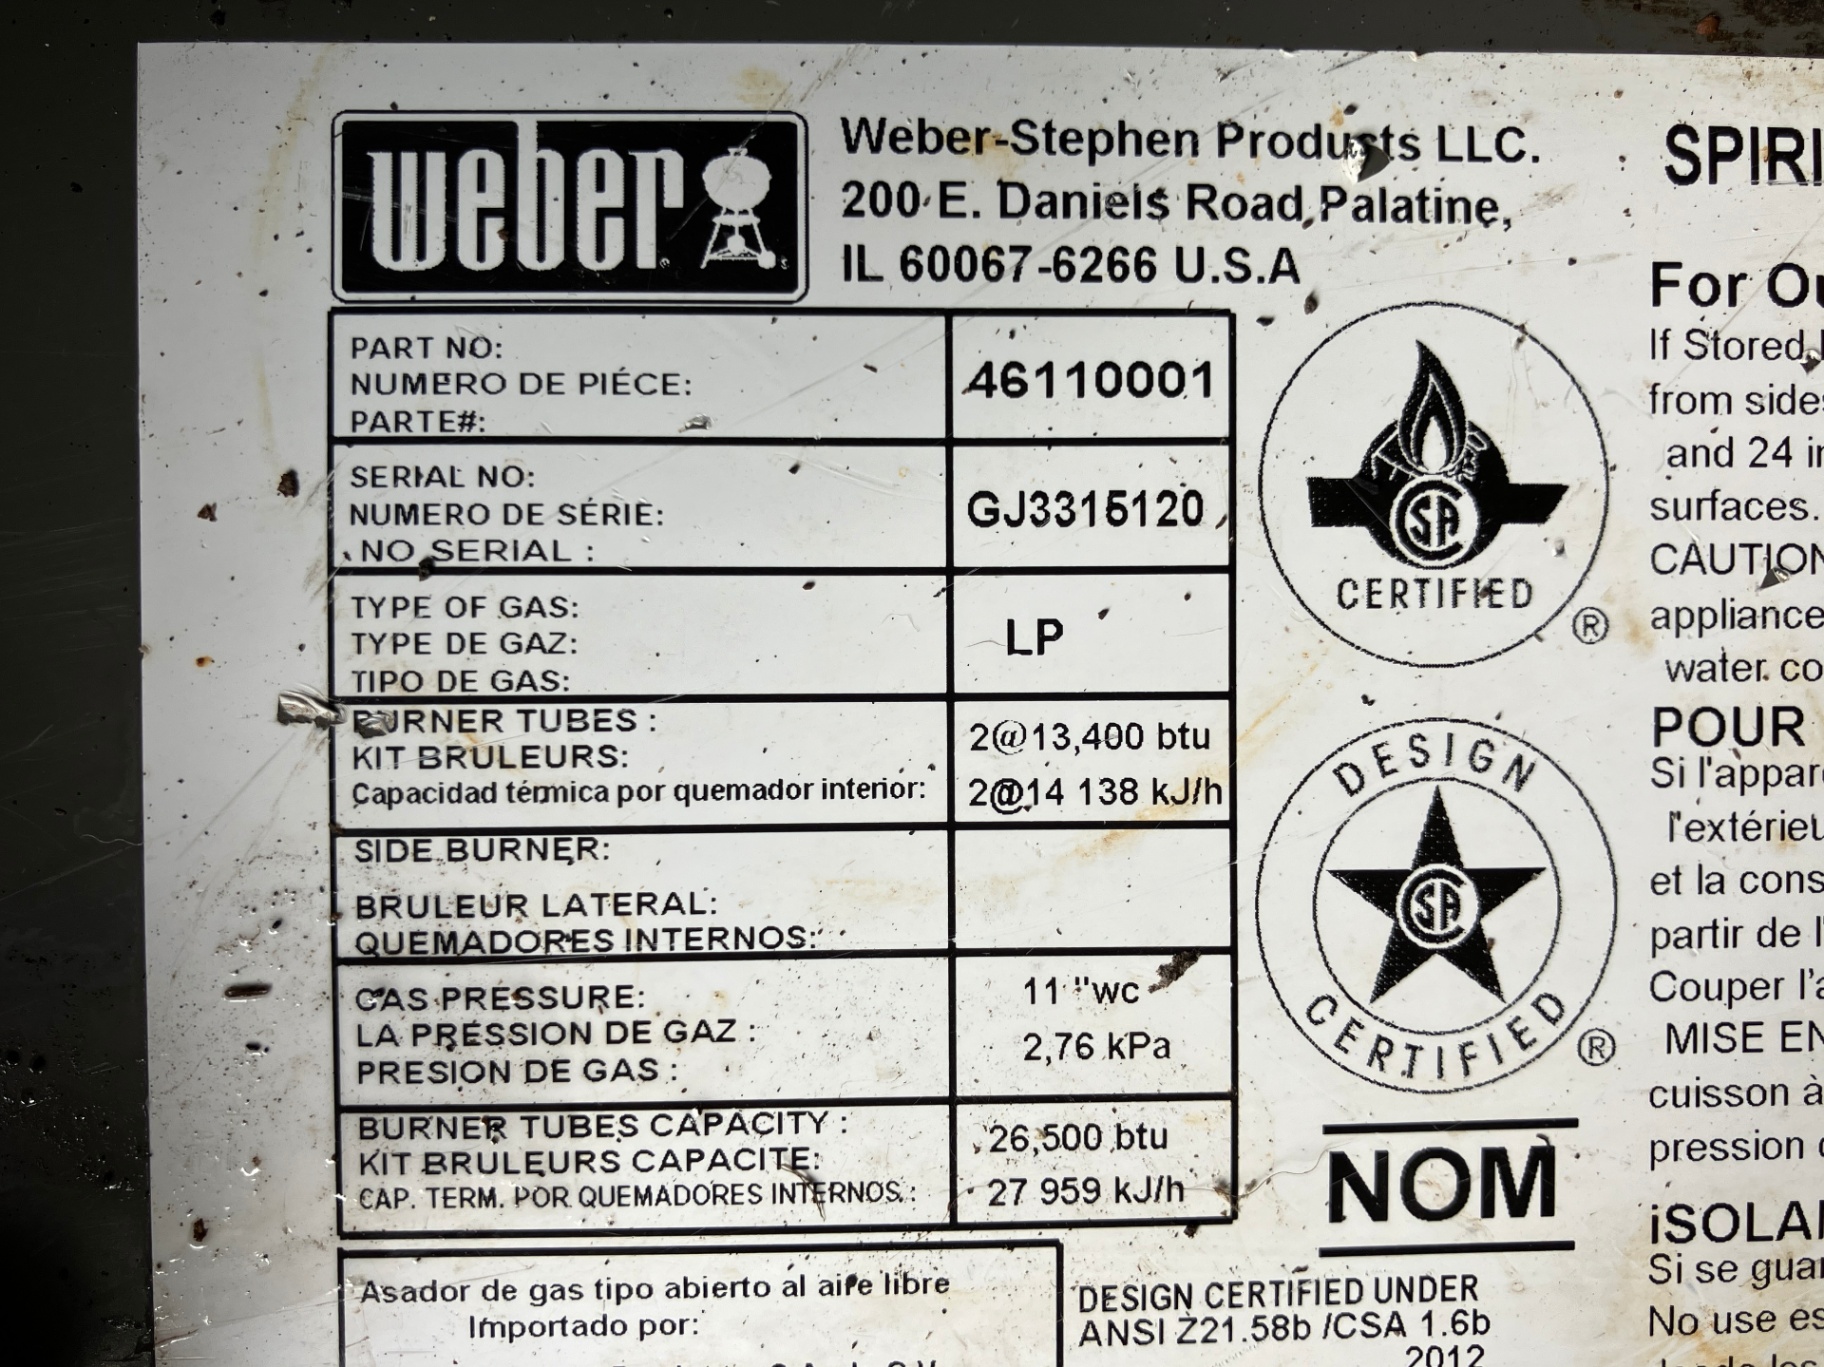 weber
Weber-Stephen Products LLC.
200 E. Daniels Road Palatine,
IL 60067-6266 U.S.A
PART NO:
NUMERO DE PIÉCE:
PARTE#:
46110001
SERIAL NO:
NUMERO DE SÉRIE:
NO SERIAL :
GJ3315120
TYPE OF GAS:
TYPE DE GAZ:
TIPO DE GAS:
LP
BURNER TUBES :
KIT BRULEURS:
Capacidad térmica por quemador interior:
2@13,400 btu
2@14 138 kJ/h
SIDE BURNER:
BRULEUR LATERAL:
QUEMADORES INTERNOS:
GAS PRESSURE:
LA PRESSION DE GAZ :
PRESION DE GAS :
11 "wc
2,76 kPa
BURNER TUBES CAPACITY :
KIT BRULEURS CAPACITE:
CAP. TERM. POR QUEMADORES INTERNOS :
26,500 btu
27 959 kJ/h
Asador de gas tipo abierto al aire libre
Importado por:
CSA
CERTIFIED
®
DESIGN
CSA
CERTIFIED
®
NOM
DESIGN CERTIFIED UNDER
ANSI Z21.58b /CSA 1.6b
2012
SPIRI
For Ou
If Stored
from sides
and 24 in
surfaces.
CAUTION
appliance
water co
POUR
Si l'appare
l'extérieu
et la cons
partir de l'
Couper l'a
MISE EN
cuisson à
pression
iSOLA
Si se guar
No use es